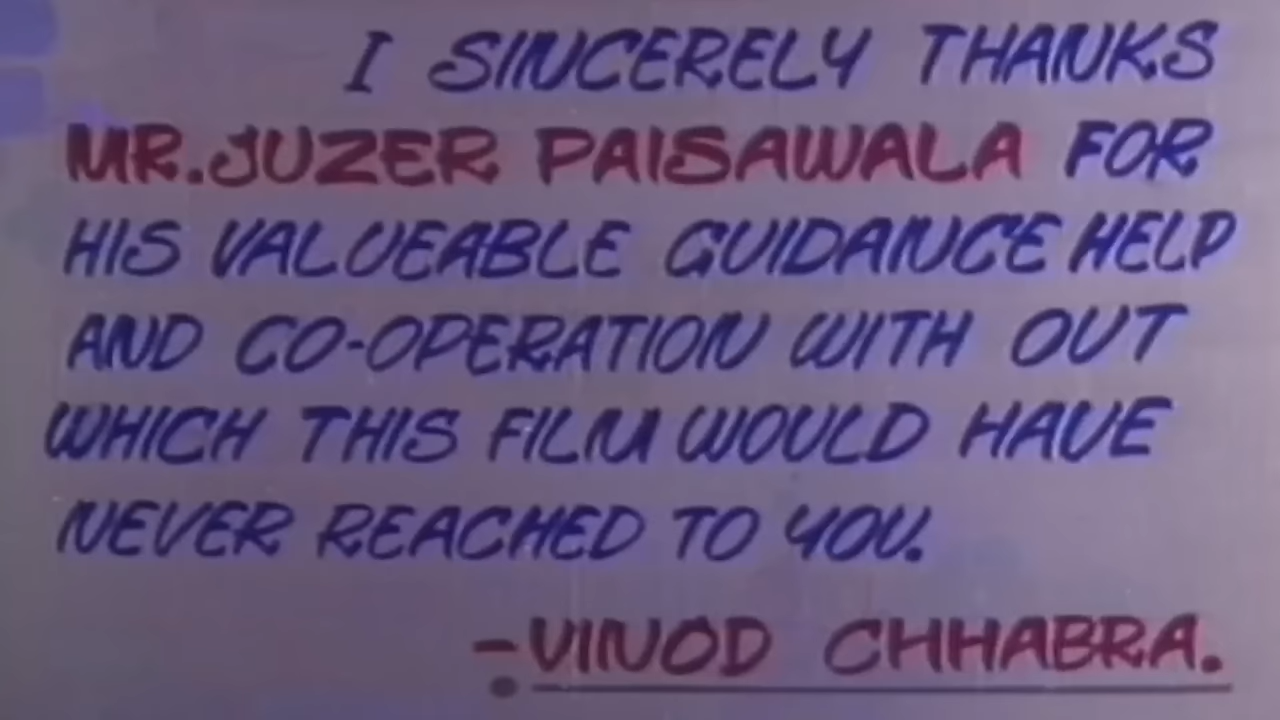 I SINCERELY THANKS
MR.JUZER PAISAWALA FOR
HIS VALUEABLE GUIDANCE HELP
AND CO-OPERATION WITH OUT
WHICH THIS FILM WOULD HAVE
NEVER REACHED TO YOU.
-VINOD CHHABRA.